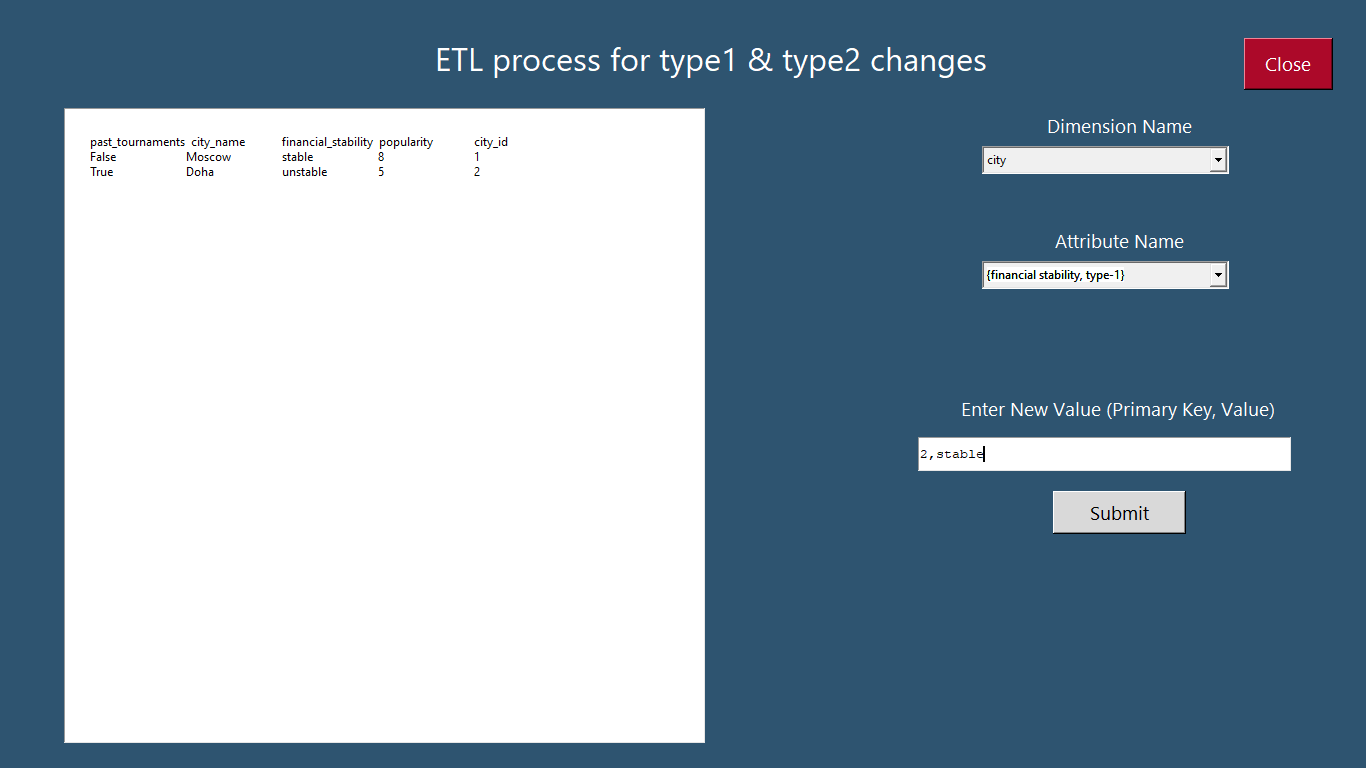 ETL process for type1 & type2 changes
Close
past_tournaments city_name financial_stability popularity city_id
False Moscow stable 8 1
True Doha unstable 5 2
Dimension Name
city
Attribute Name
{financial stability, type-1}
Enter New Value (Primary Key, Value)
2,stable
Submit